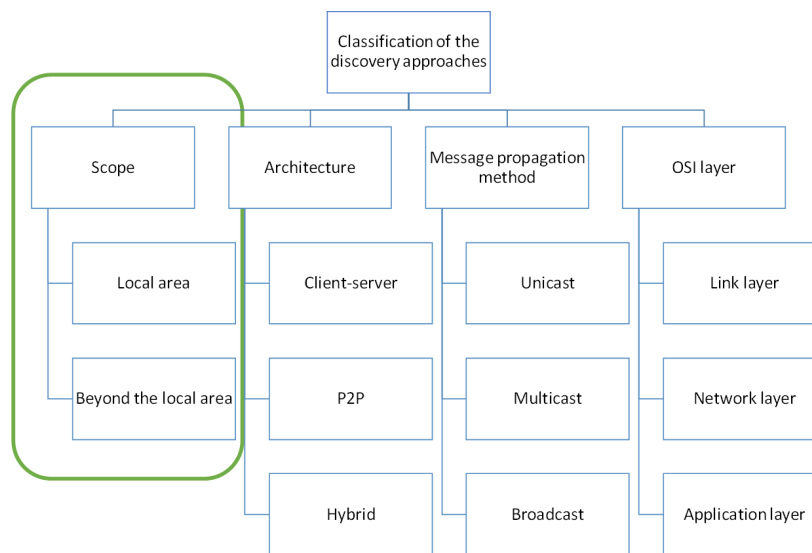 Classification of the
discovery approaches
Scope
Architecture
Message propagation
method
OSI layer
Local area
Client-server
Unicast
Link layer
Beyond the local area
P2P
Multicast
Network layer
Hybrid
Broadcast
Application layer